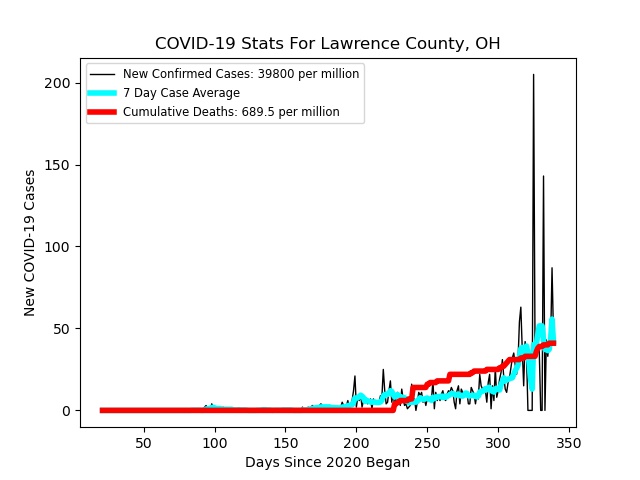 COVID-19 Stats For Lawrence County, OH
New Confirmed Cases: 39800 per million
7 Day Case Average
Cumulative Deaths: 689.5 per million
New COVID-19 Cases
200
150
100
50
0
50 100 150 200 250 300 350
Days Since 2020 Began